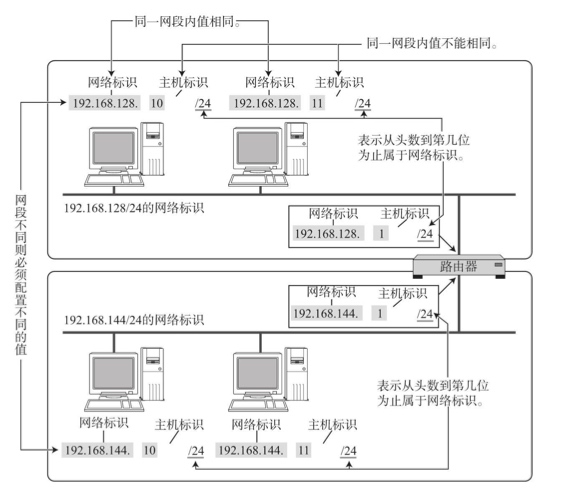 同一网段内值相同。
同一网段内值不能相同。
网络标识 主机标识 网络标识 主机标识
192.168.128. 10 /24 192.168.128. 11 /24
表示从头数到第几位
为止属于网络标识。
192.168.128/24的网络标识
网络标识 主机标识
192.168.128. 1 /24
路由器
网段不同则必须配置不同的值
网络标识 主机标识
192.168.144. 1 /24
192.168.144/24的网络标识
表示从头数到第几位
为止属于网络标识。
网络标识 主机标识 网络标识 主机标识
192.168.144. 10 /24 192.168.144. 11 /24